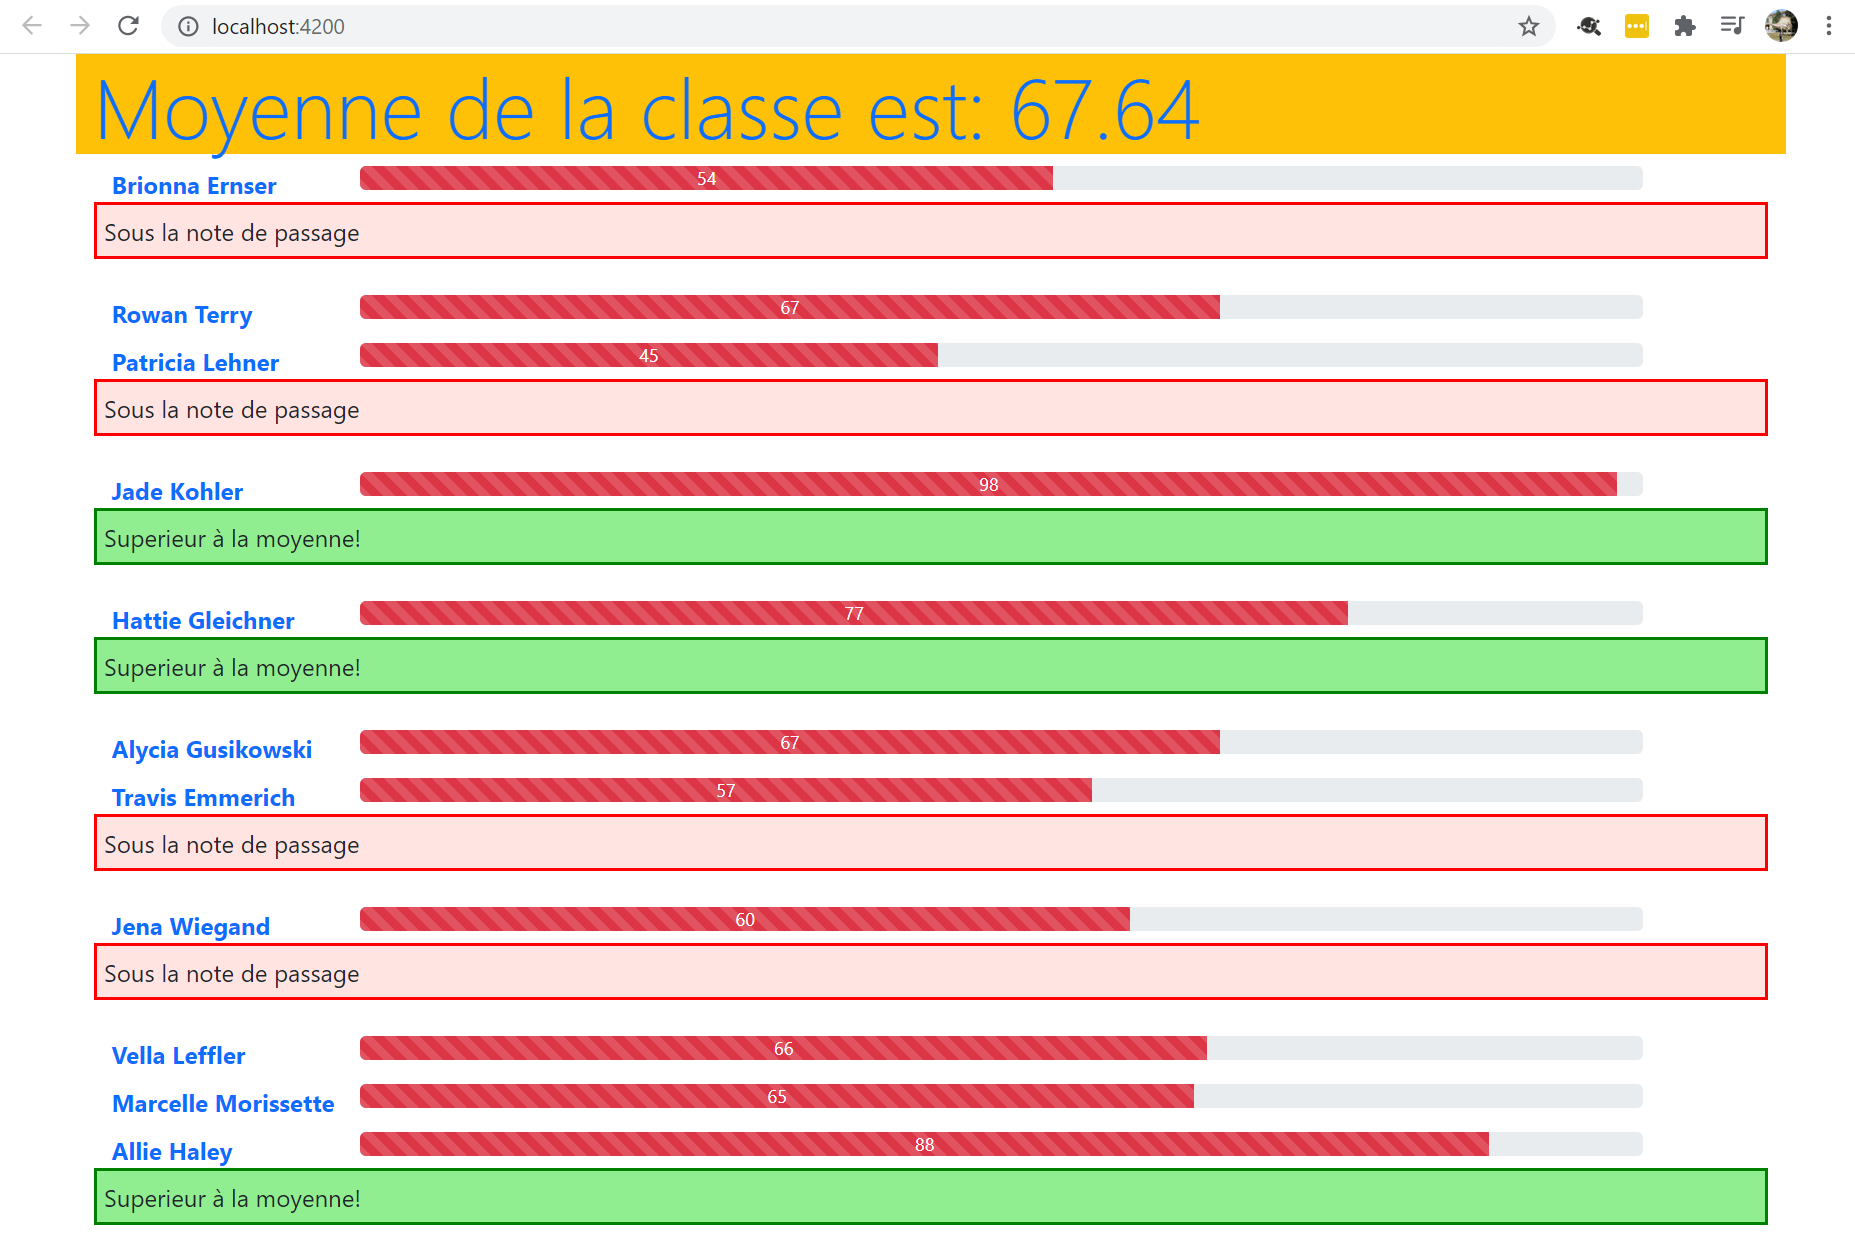 localhost:4200
Moyenne de la classe est: 67.64
Brionna Ernser 54
Sous la note de passage
Rowan Terry 67
Patricia Lehner 45
Sous la note de passage
Jade Kohler 98
Superieur à la moyenne!
Hattie Gleichner 77
Superieur à la moyenne!
Alycia Gusikowski 67
Travis Emmerich 57
Sous la note de passage
Jena Wiegand 60
Sous la note de passage
Vella Leffler 66
Marcelle Morissette 65
Allie Haley 88
Superieur à la moyenne!